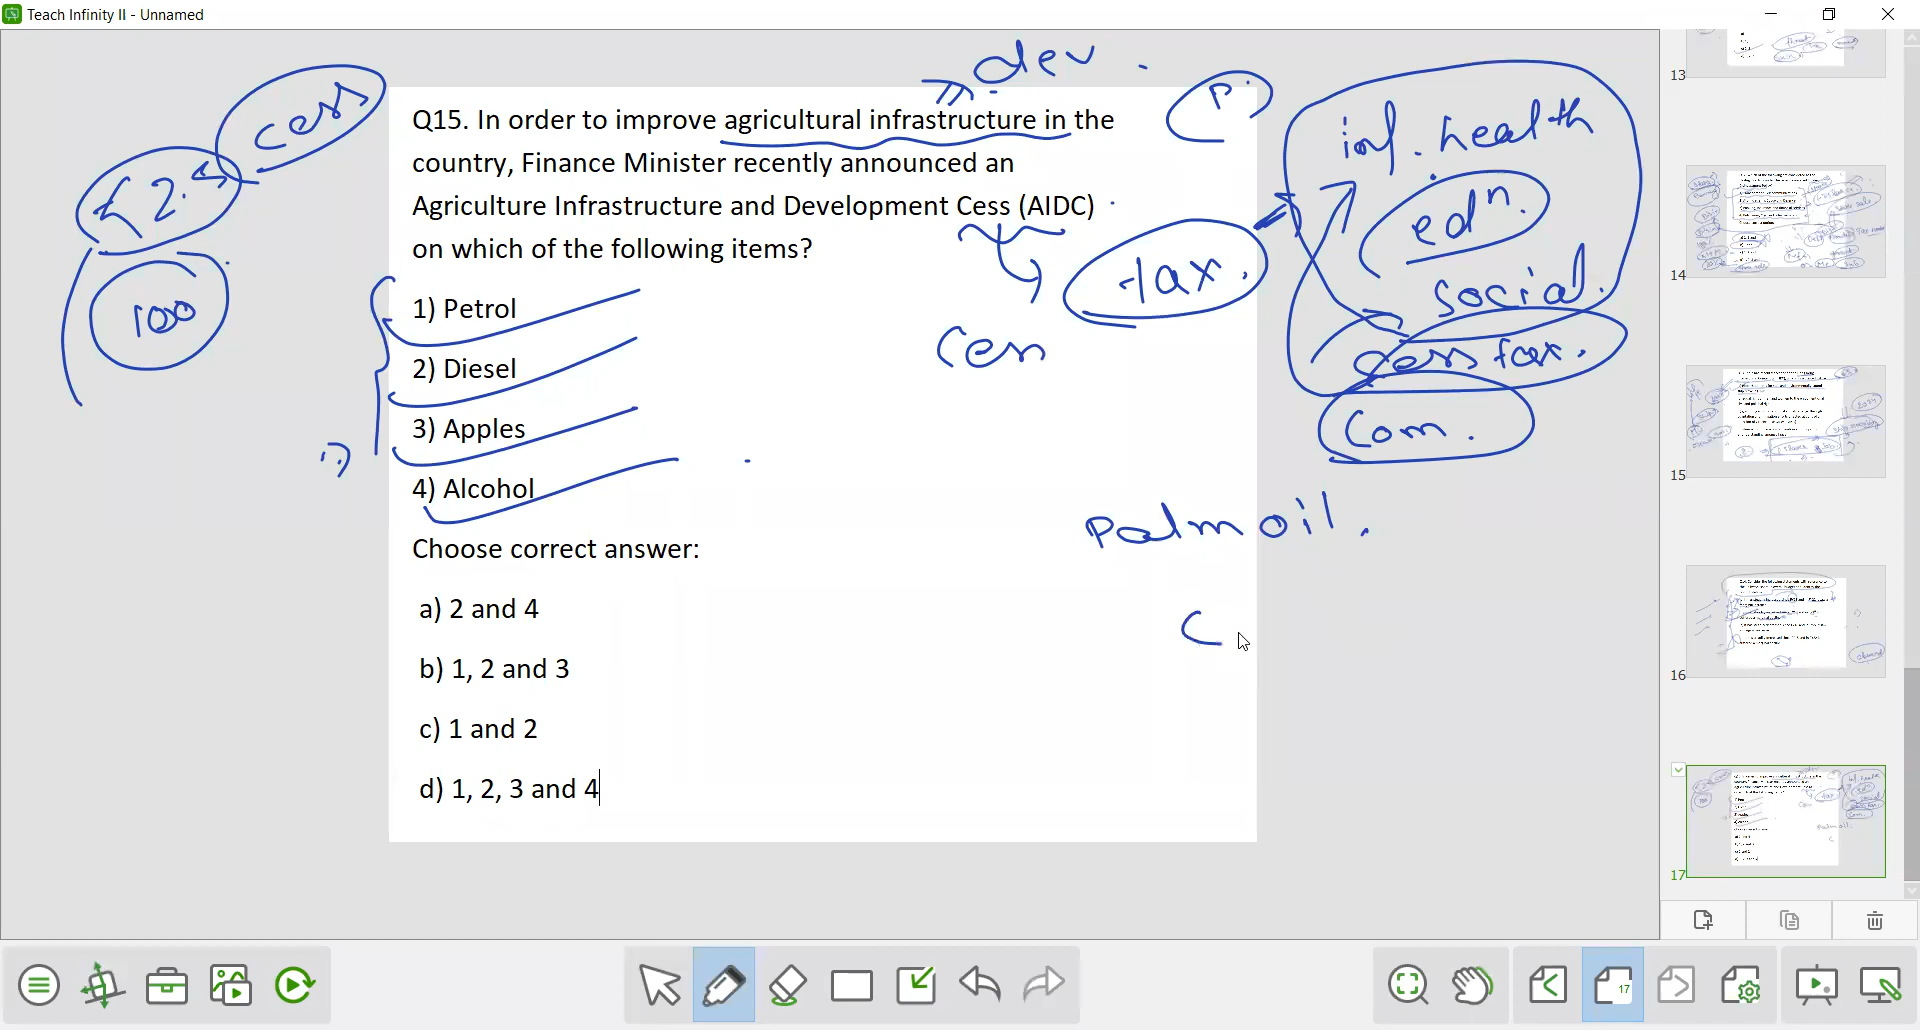 Teach Infinity II - Unnamed
dev.
Q15. In order to improve agricultural infrastructure in the
country, Finance Minister recently announced an
Agriculture Infrastructure and Development Cess (AIDC)
on which of the following items?
1) Petrol
2) Diesel
3) Apples
4) Alcohol
Choose correct answer:
a) 2 and 4
b) 1, 2 and 3
c) 1 and 2
d) 1, 2, 3 and 4
cess
2.5
100
tax.
Cess
inf. health
edn.
social.
cess tax.
Com.
Palm oil.
C
13
14
15
16
17
17